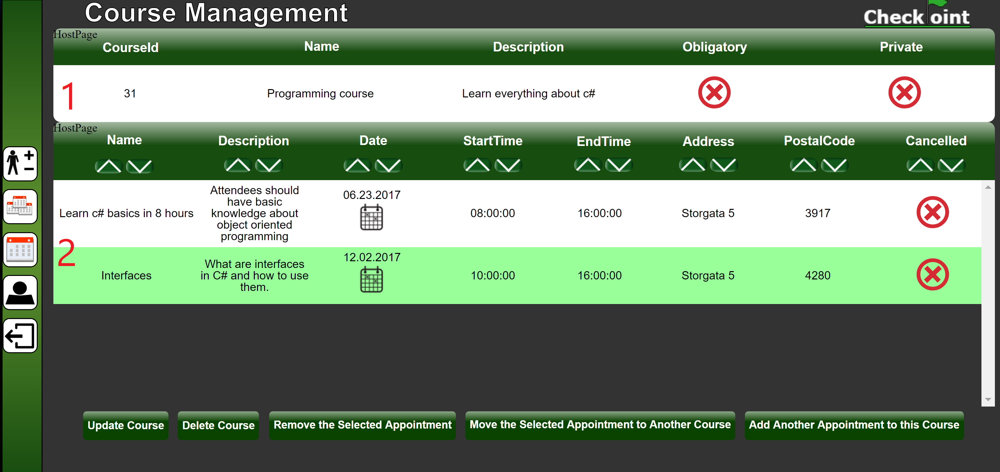 Course Management
Check oint
HostPage
CourseId Name Description Obligatory Private
1
31 Programming course Learn everything about c#
HostPage
Name Description Date StartTime EndTime Address PostalCode Cancelled
Learn c# basics in 8 hours
Attendees should
have basic
knowledge about
object oriented
programming
06.23.2017
08:00:00 16:00:00 Storgata 5 3917
2
Interfaces
What are interfaces
in C# and how to use
them.
12.02.2017
10:00:00 16:00:00 Storgata 5 4280
Update Course
Delete Course
Remove the Selected Appointment
Move the Selected Appointment to Another Course
Add Another Appointment to this Course